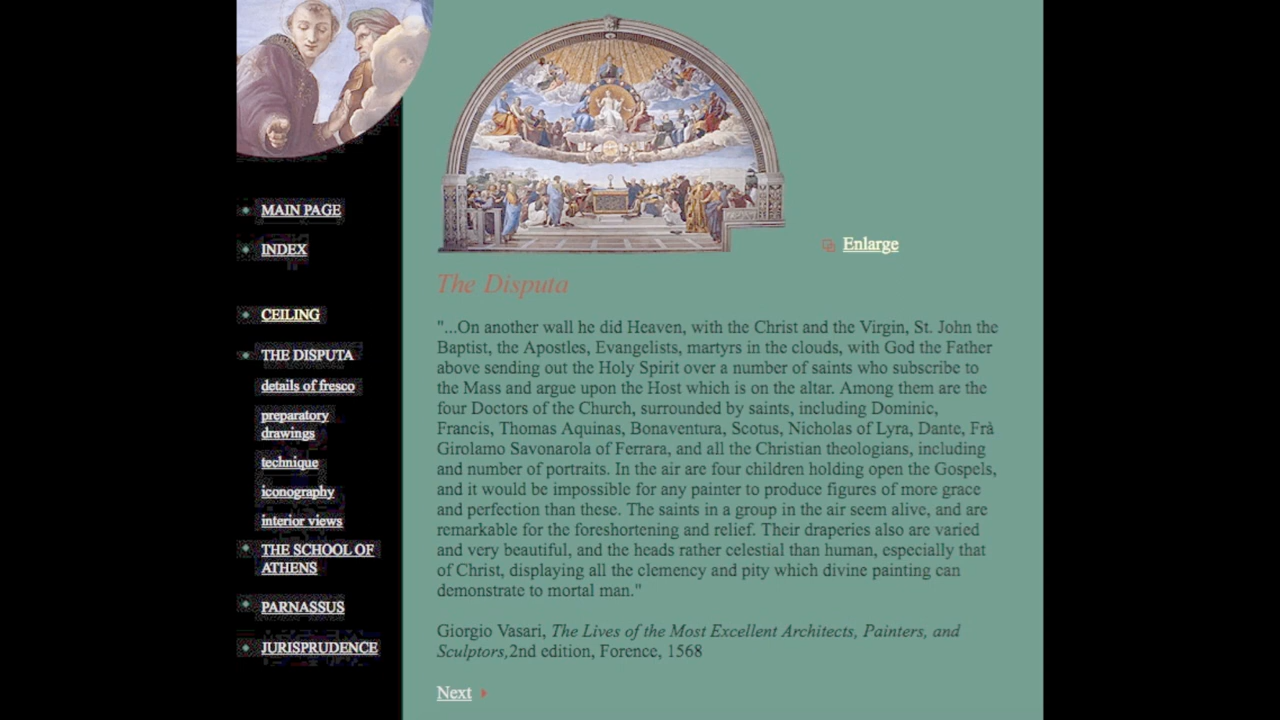 MAIN PAGE
INDEX
CEILING
THE DISPUTA
details of fresco
preparatory
drawings
technique
iconography
interior views
THE SCHOOL OF
ATHENS
PARNASSUS
JURISPRUDENCE
Enlarge
The Disputa
"...On another wall he did Heaven, with the Christ and the Virgin, St. John the
Baptist, the Apostles, Evangelists, martyrs in the clouds, with God the Father
above sending out the Holy Spirit over a number of saints who subscribe to
the Mass and argue upon the Host which is on the altar. Among them are the
four Doctors of the Church, surrounded by saints, including Dominic,
Francis, Thomas Aquinas, Bonaventura, Scotus, Nicholas of Lyra, Dante, Frà
Girolamo Savonarola of Ferrara, and all the Christian theologians, including
and number of portraits. In the air are four children holding open the Gospels,
and it would be impossible for any painter to produce figures of more grace
and perfection than these. The saints in a group in the air seem alive, and are
remarkable for the foreshortening and relief. Their draperies also are varied
and very beautiful, and the heads rather celestial than human, especially that
of Christ, displaying all the clemency and pity which divine painting can
demonstrate to mortal man."
Giorgio Vasari, The Lives of the Most Excellent Architects, Painters, and
Sculptors,2nd edition, Forence, 1568
Next